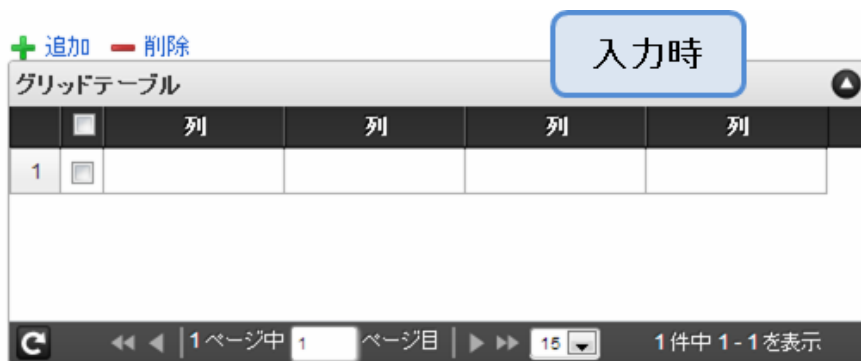 追加 削除
入力時
グリッドテーブル
列 列 列 列
1
1ページ中 1 ページ目 15 1件中 1 - 1 を表示